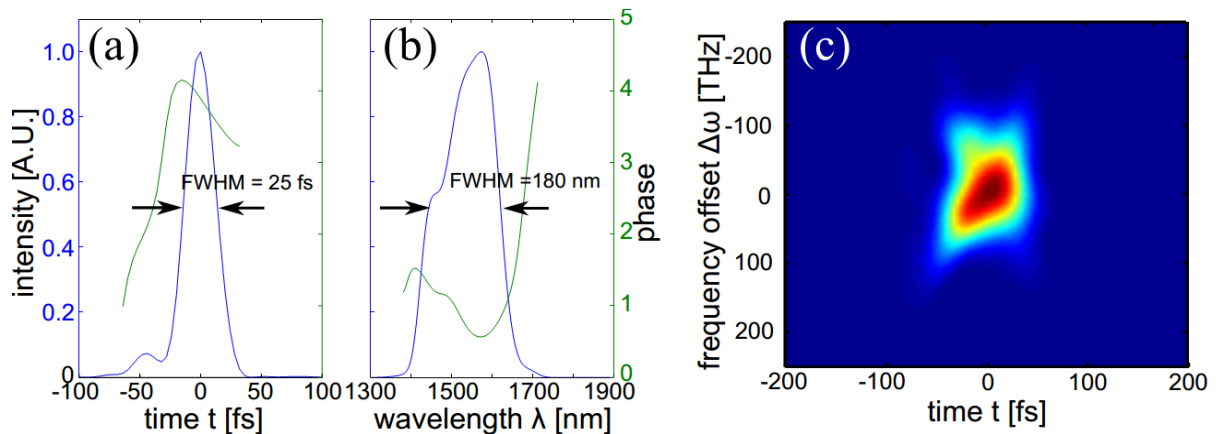 (a)
intensity [A.U.]
1.0
0.8
0.6
0.4
0.2
0
FWHM = 25 fs
-100 -50 0 50 100
time t [fs]
(b)
FWHM =180 nm
5
4
3
2
1
0
phase
1300 1500 1700 1900
wavelength λ [nm]
(c)
frequency offset Δω [THz]
-200
-100
0
100
200
-200 -100 0 100 200
time t [fs]